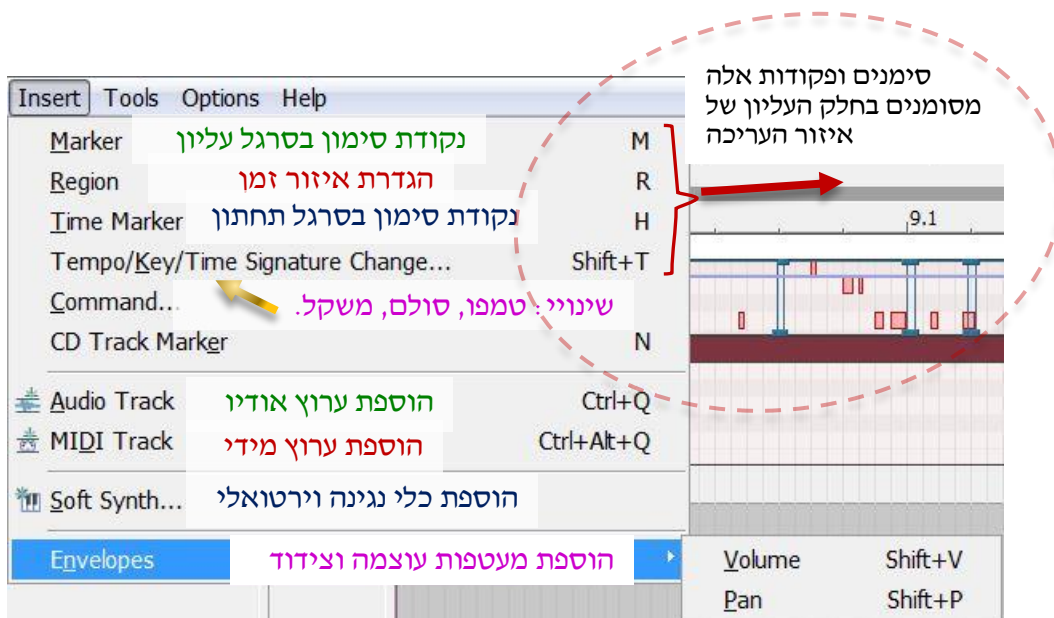 סימנים ופקודות אלה
מסומנים בחלק העליון של
איזור העריכה
Insert Tools Options Help
Marker נקודת סימון בסרגל עליון M
Region הגדרת איזור זמן R
Time Marker נקודת סימון בסרגל תחתון H
9.1
Tempo/Key/Time Signature Change... Shift+T
Command... שינויי: טמפו, סולם, משקל.
CD Track Marker N
Audio Track הוספת ערוץ אודיו Ctrl+Q
MIDI Track הוספת ערוץ מידי Ctrl+Alt+Q
Soft Synth... הוספת כלי נגינה וירטואלי
Envelopes הוספת מעטפות עוצמה וצידוד
Volume Shift+V
Pan Shift+P